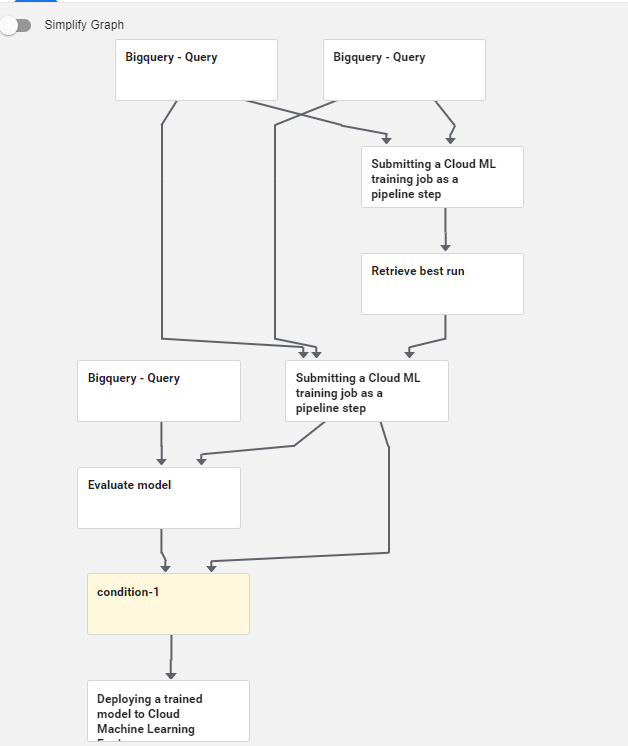 Simplify Graph
Bigquery - Query
Bigquery - Query
Submitting a Cloud ML
training job as a
pipeline step
Retrieve best run
Bigquery - Query
Submitting a Cloud ML
training job as a
pipeline step
Evaluate model
condition-1
Deploying a trained
model to Cloud
Machine Learning